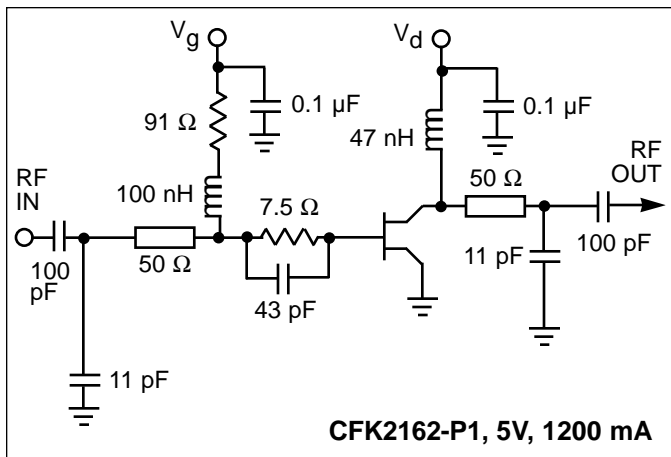 Vg
Vd
91 Ω
0.1 µF
47 nH
0.1 µF
RF
IN
100 nH
7.5 Ω
50 Ω
RF
OUT
100
pF
50 Ω
43 pF
11 pF
100 pF
11 pF
CFK2162-P1, 5V, 1200 mA